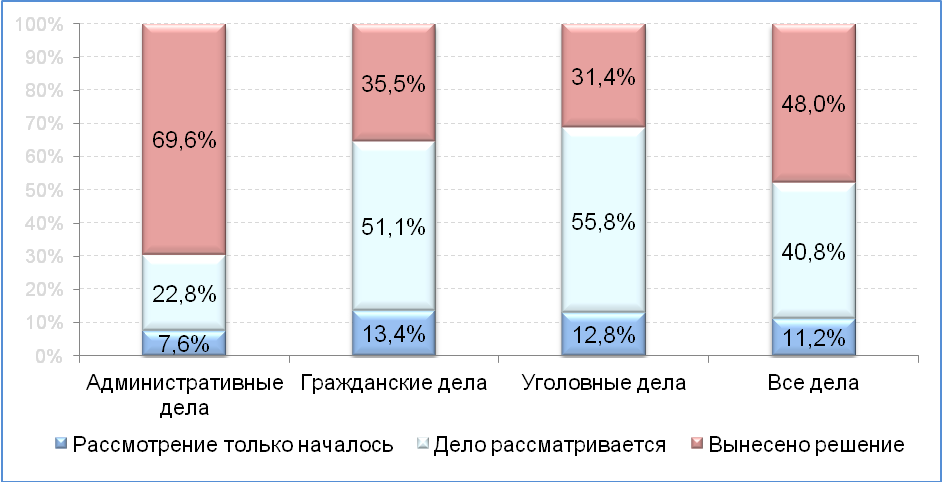 100%
90%
80%
70%
60%
50%
40%
30%
20%
10%
0%
69,6%
22,8%
7,6%
35,5%
51,1%
13,4%
31,4%
55,8%
12,8%
48,0%
40,8%
11,2%
Административные
дела
Гражданские дела
Уголовные дела
Все дела
Рассмотрение только началось
Дело рассматривается
Вынесено решение